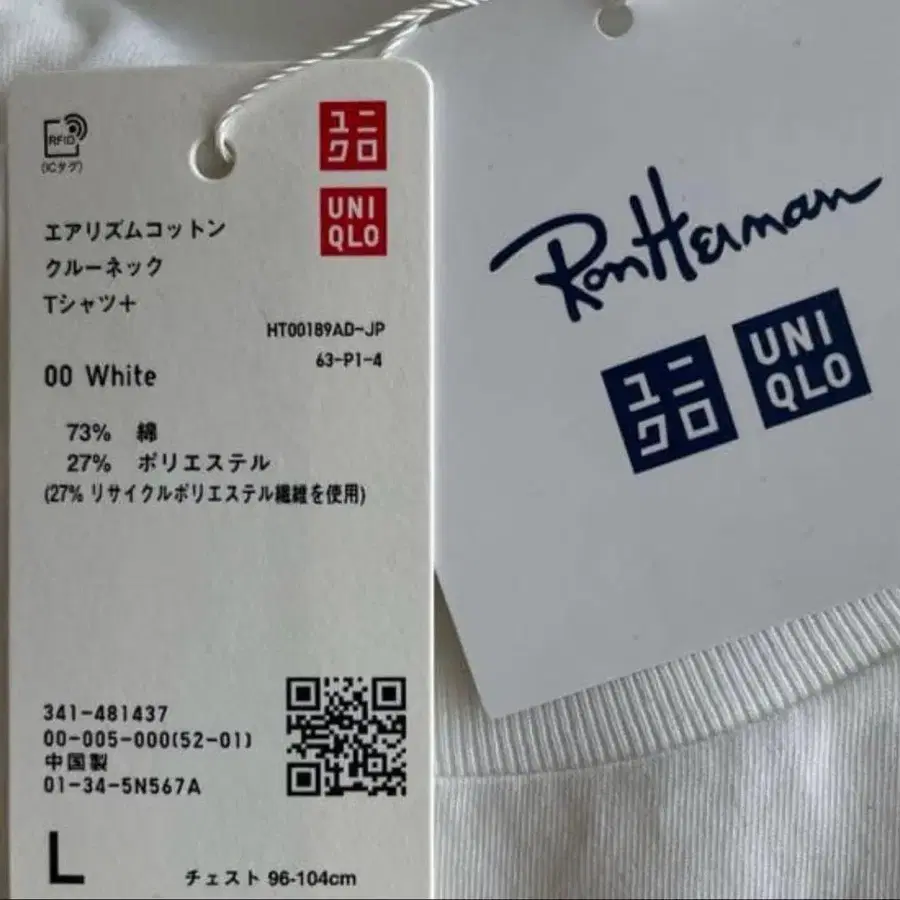 RFID
(ICタグ)
ユニ
クロ
UNI
QLO
エアリズムコットン
クルーネック
Tシャツ+
HT00189AD-JP
63-P1-4
00 White
73% 綿
27% ポリエステル
(27% リサイクルポリエステル繊維を使用)
341-481437
00-005-000(52-01)
中国製
01-34-5N567A
L
チェスト 96-104cm
Ron Herman
ユニ
クロ
UNI
QLO